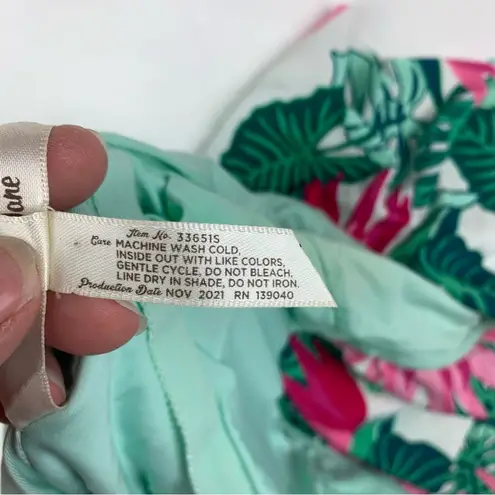 Item No. 33651S
Care MACHINE WASH COLD,
INSIDE OUT WITH LIKE COLORS,
GENTLE CYCLE, DO NOT BLEACH.
LINE DRY IN SHADE, DO NOT IRON.
Production Date NOV 2021 RN 139040